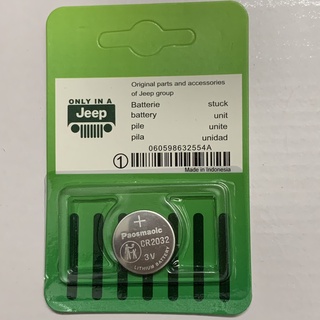 ONLY IN A
Jeep
Original parts and accessories
of Jeep group
Batterie stuck
battery unit
pile unite
pila unidad
060598632554A
1
Made in Indonesia
+
Paosmaoic
CR2032
3V
LITHIUM BATTERY